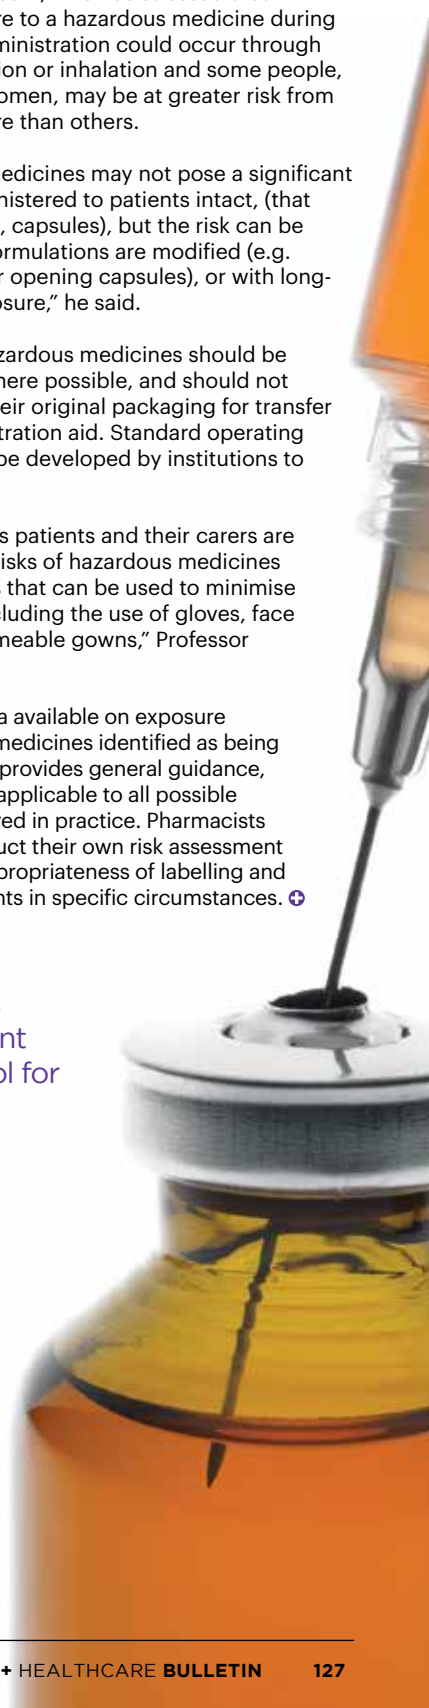 re to a hazardous medicine during
ministration could occur through
ion or inhalation and some people,
omen, may be at greater risk from
re than others.
edicines may not pose a significant
nistered to patients intact, (that
, capsules), but the risk can be
ormulations are modified (e.g.
r opening capsules), or with long-
osure,” he said.
zardous medicines should be
here possible, and should not
eir original packaging for transfer
tration aid. Standard operating
be developed by institutions to
s patients and their carers are
isks of hazardous medicines
s that can be used to minimise
cluding the use of gloves, face
meable gowns,” Professor
a available on exposure
medicines identified as being
provides general guidance,
applicable to all possible
red in practice. Pharmacists
uct their own risk assessment
propriateness of labelling and
nts in specific circumstances.
nt
ol for
+ HEALTHCARE BULLETIN 127